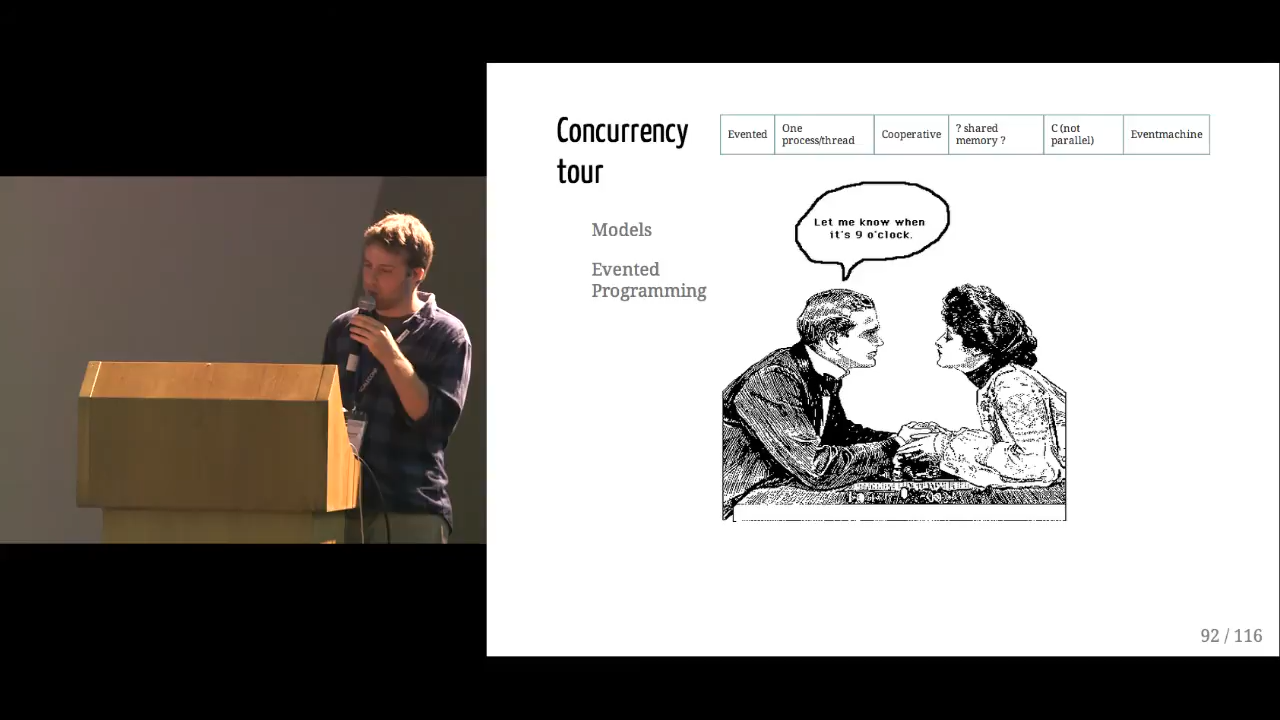 Concurrency
tour
Models
Evented
Programming
Evented
One
process/thread
Cooperative
? shared
memory ?
C (not
parallel)
Eventmachine
Let me know when
it's 9 o'clock.
92 / 116